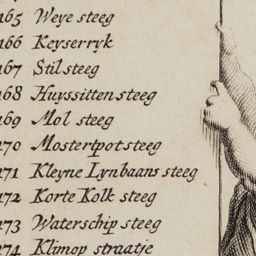 165 Weye steeg
166 Keyserryk
167 Stil steeg
168 Huyssitten steeg
169 Mol steeg
170 Mostertpot steeg
171 Kleyne Lynbaans steeg
172 Korte Kolk steeg
173 Waterschip steeg
174 Klimop straatje